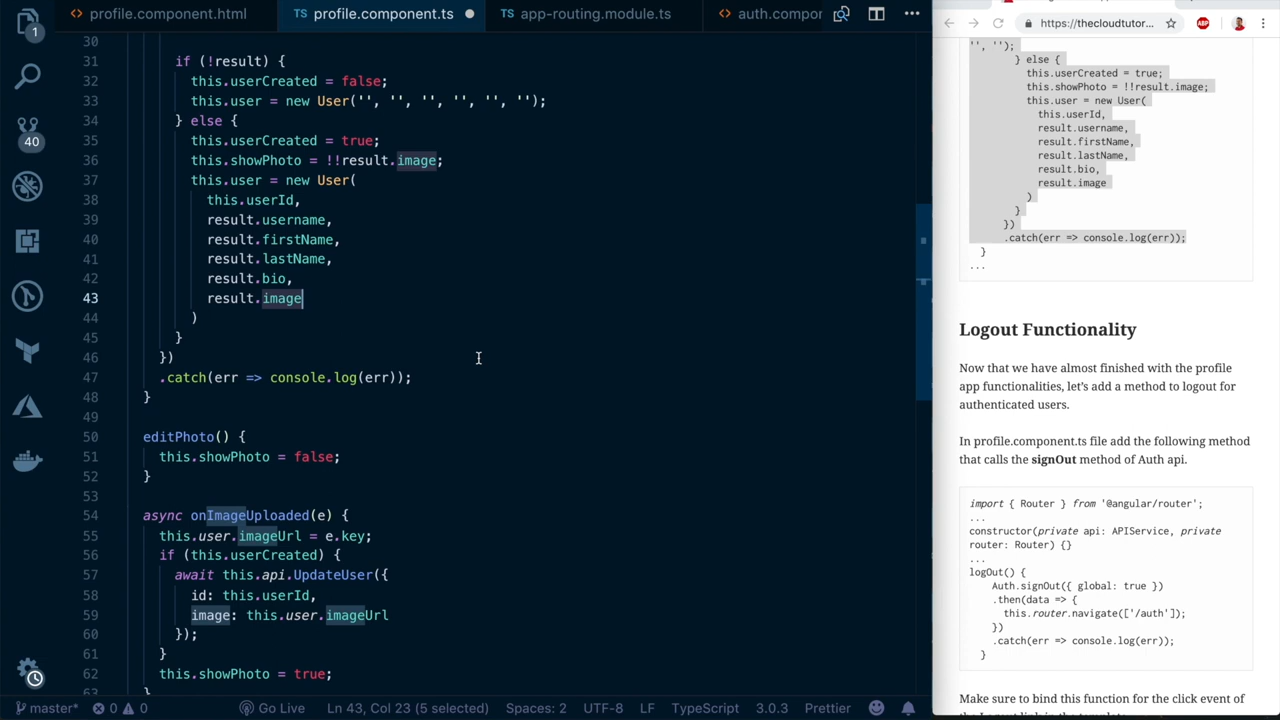 profile.component.html
TS profile.component.ts
TS app-routing.module.ts
auth.compor
1
40
30
31 if (!result) {
32 this.userCreated = false;
33 this.user = new User('', '', '', '', '', '');
34 } else {
35 this.userCreated = true;
36 this.showPhoto = !!result.image;
37 this.user = new User(
38 this.userId,
39 result.username,
40 result.firstName,
41 result.lastName,
42 result.bio,
43 result.image
44 )
45 }
46 })
47 .catch(err => console.log(err));
48 }
49
50 editPhoto() {
51 this.showPhoto = false;
52 }
53
54 async onImageUploaded(e) {
55 this.user.imageUrl = e.key;
56 if (this.userCreated) {
57 await this.api.UpdateUser({
58 id: this.userId,
59 image: this.user.imageUrl
60 });
61 }
62 this.showPhoto = true;
63 }
master* 0 0 Go Live Ln 43, Col 23 (5 selected) Spaces: 2 UTF-8 LF TypeScript 3.0.3 Prettier
https://thecloudtutor... ABP
'', '');
} else {
this.userCreated = true;
this.showPhoto = !!result.image;
this.user = new User(
this.userId,
result.username,
result.firstName,
result.lastName,
result.bio,
result.image
)
}
})
.catch(err => console.log(err));
}
...
Logout Functionality
Now that we have almost finished with the profile
app functionalities, let's add a method to logout for
authenticated users.
In profile.component.ts file add the following method
that calls the signOut method of Auth api.
import { Router } from '@angular/router';
...
constructor(private api: APIService, private
router: Router) {}
...
logOut() {
Auth.signOut({ global: true })
.then(data => {
this.router.navigate(['/auth']);
})
.catch(err => console.log(err));
}
Make sure to bind this function for the click event of